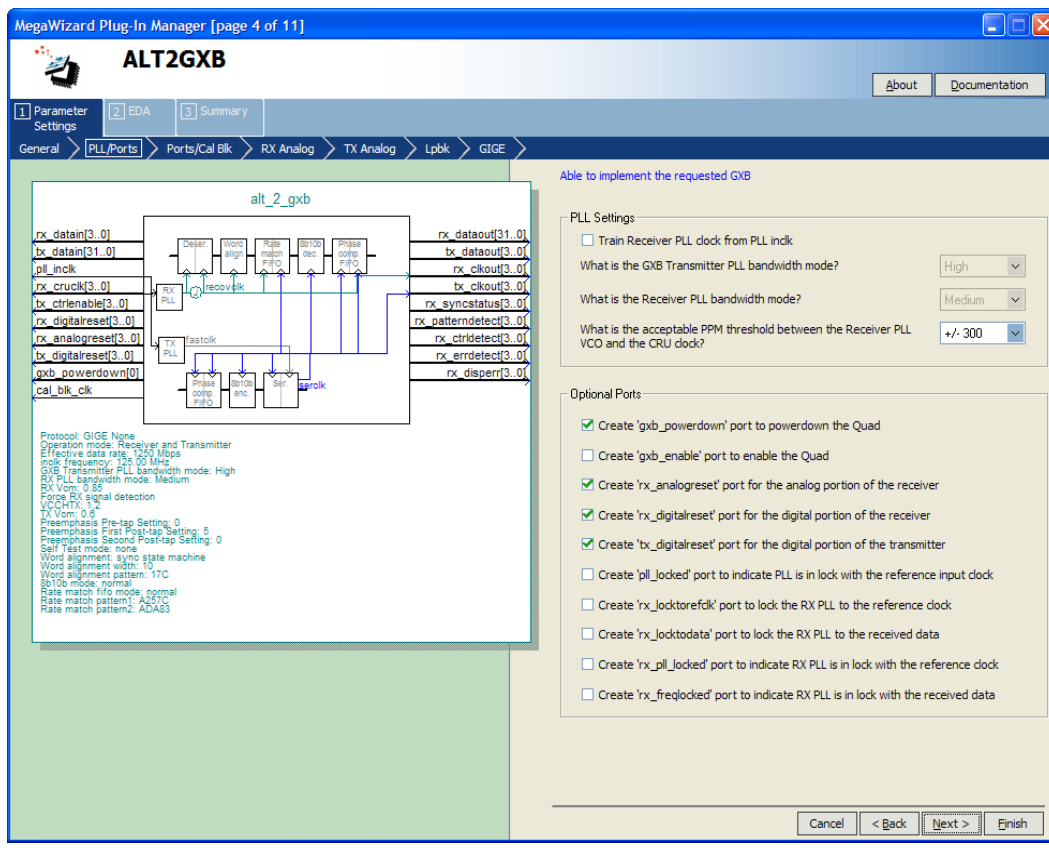 MegaWizard Plug-In Manager [page 4 of 11]
ALT2GXB
About
Documentation
1 Parameter Settings
2 EDA
3 Summary
General
PLL/Ports
Ports/Cal Blk
RX Analog
TX Analog
Lpbk
GIGE
alt_2_gxb
rx_datain[3..0]
tx_datain[31..0]
pll_inclk
rx_cruclk[3..0]
tx_ctrlenable[3..0]
rx_digitalreset[3..0]
rx_analogreset[3..0]
tx_digitalreset[3..0]
gxb_powerdown[0]
cal_blk_clk
Deser.
Word align
Rate match FIFO
8b10b dec.
Phase comp. FIFO
RX PLL
recovclk
TX PLL
fastclk
Phase comp. FIFO
8b10b enc.
Ser.
serclk
rx_dataout[31..0]
tx_dataout[3..0]
rx_clkout[3..0]
tx_clkout[3..0]
rx_syncstatus[3..0]
rx_patterndetect[3..0]
rx_ctrldetect[3..0]
rx_errdetect[3..0]
rx_disperr[3..0]
Protocol: GIGE None
Operation mode: Receiver and Transmitter
Effective data rate: 1250 Mbps
inclk frequency: 125.00 MHz
GXB Transmitter PLL bandwidth mode: High
RX PLL bandwidth mode: Medium
RX Vcm: 0.85
Force RX signal detection
VCCHTX: 1.2
TX Vcm: 0.6
Preemphasis Pre-tap Setting: 0
Preemphasis First Post-tap Setting: 5
Preemphasis Second Post-tap Setting: 0
Self Test mode: none
Word alignment: sync state machine
Word alignment width: 10
Word alignment pattern: 17C
8b10b mode: normal
Rate match fifo mode: normal
Rate match pattern1: A257C
Rate match pattern2: ADA83
Able to implement the requested GXB
PLL Settings
Train Receiver PLL clock from PLL inclk
What is the GXB Transmitter PLL bandwidth mode?
High
What is the Receiver PLL bandwidth mode?
Medium
What is the acceptable PPM threshold between the Receiver PLL
VCO and the CRU clock?
+/- 300
Optional Ports
Create 'gxb_powerdown' port to powerdown the Quad
Create 'gxb_enable' port to enable the Quad
Create 'rx_analogreset' port for the analog portion of the receiver
Create 'rx_digitalreset' port for the digital portion of the receiver
Create 'tx_digitalreset' port for the digital portion of the transmitter
Create 'pll_locked' port to indicate PLL is in lock with the reference input clock
Create 'rx_locktorefclk' port to lock the RX PLL to the reference clock
Create 'rx_locktodata' port to lock the RX PLL to the received data
Create 'rx_pll_locked' port to indicate RX PLL is in lock with the reference clock
Create 'rx_freqlocked' port to indicate RX PLL is in lock with the received data
Cancel
< Back
Next >
Finish